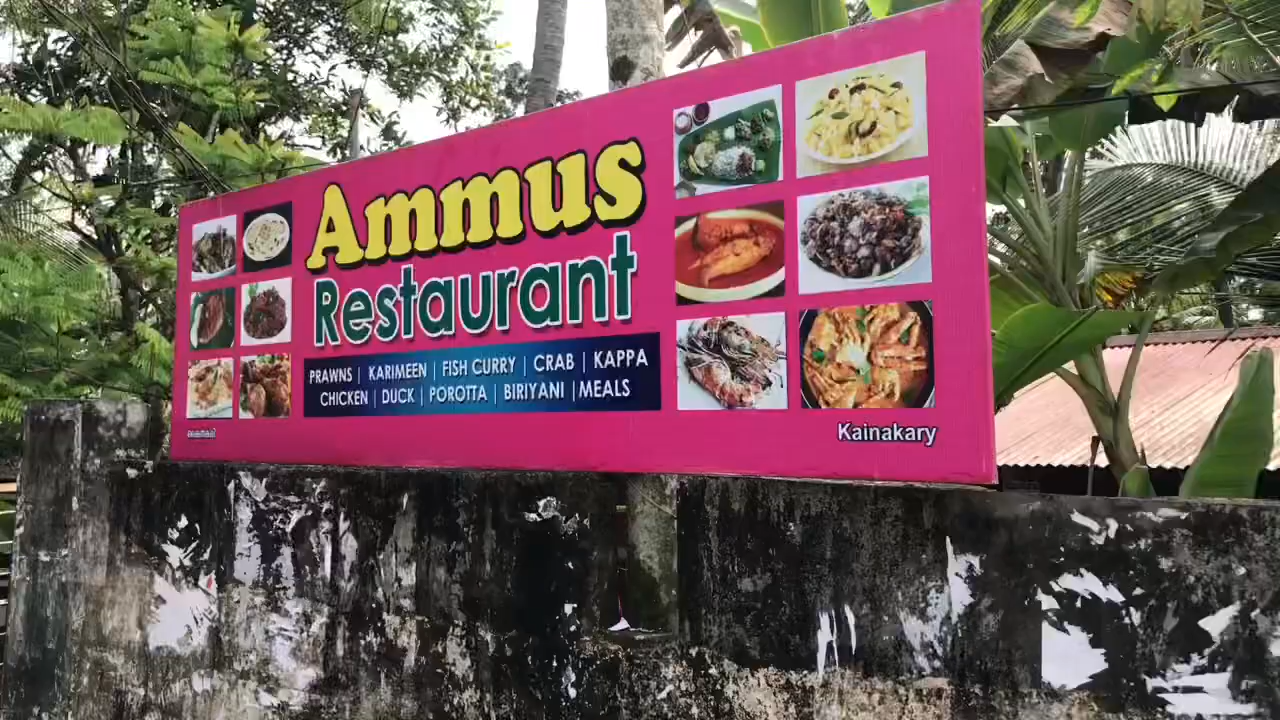 Ammus
Restaurant
PRAWNS | KARIMEEN | FISH CURRY | CRAB | KAPPA
CHICKEN | DUCK | POROTTA | BIRIYANI | MEALS
Kainakary